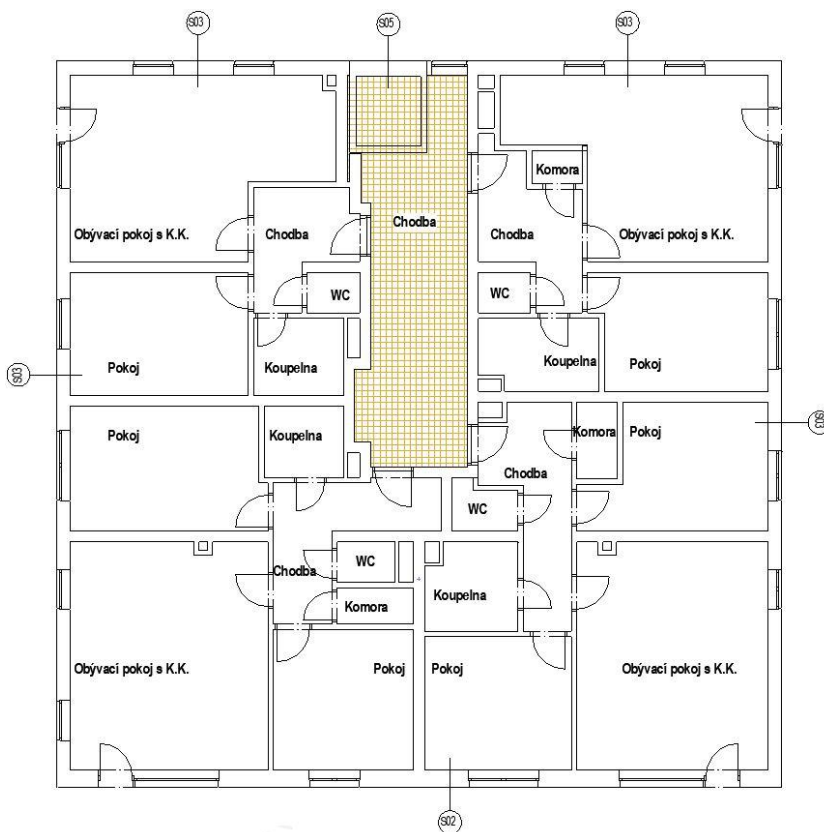 S03
S05
S03
Komora
Obývací pokoj s K.K.
Chodba
Chodba
Chodba
Obývací pokoj s K.K.
WC
WC
Pokoj
Koupelna
Koupelna
Pokoj
S03
Pokoj
Koupelna
Komora
Pokoj
S03
Chodba
WC
Chodba
WC
Koupelna
Komora
Obývací pokoj s K.K.
Pokoj
Pokoj
Obývací pokoj s K.K.
S02